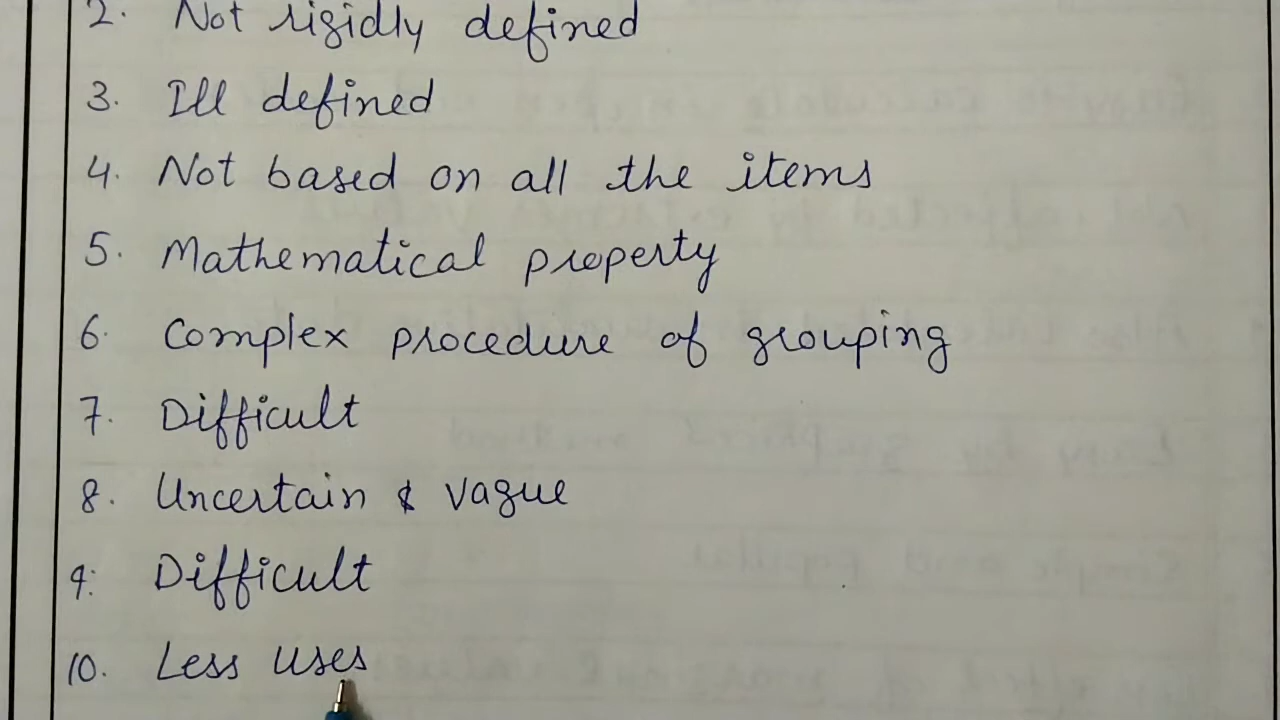 2. Not rigidly defined
3. Ill defined
4. Not based on all the items
5. Mathematical property
6. Complex procedure of grouping
7. Difficult
8. Uncertain & vague
9. Difficult
10. Less uses